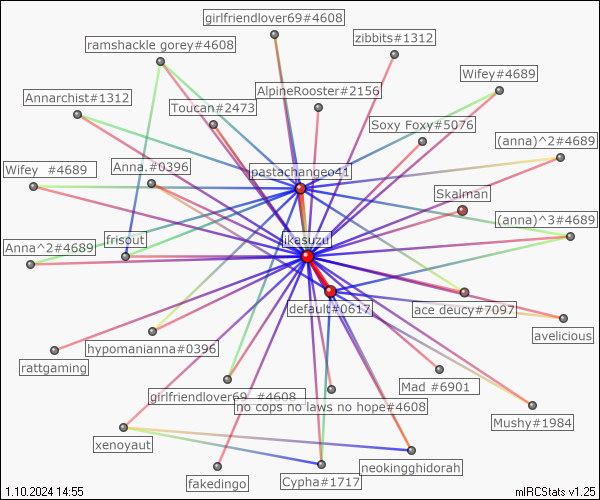 girlfriendlover69#4608
zibbits#1312
ramshackle gorey#4608
Wifey#4689
AlpineRooster#2156
Annarchist#1312
Toucan#2473
Soxy Foxy#5076
(anna)^2#4689
Wifey  #4689
Anna.#0396
pastachangeo41
Skalman
(anna)^3#4689
frisout
Anna^2#4689
jikasuzu
default#0617
ace deucy#7097
avelicious
hypomanianna#0396
rattgaming
Mad #6901
girlfriendlover69  #4608
no cops no laws no hope#4608
Mushy#1984
xenoyaut
neokingghidorah
fakedingo
Cypha#1717
1.10.2024 14:55
mIRCStats v1.25